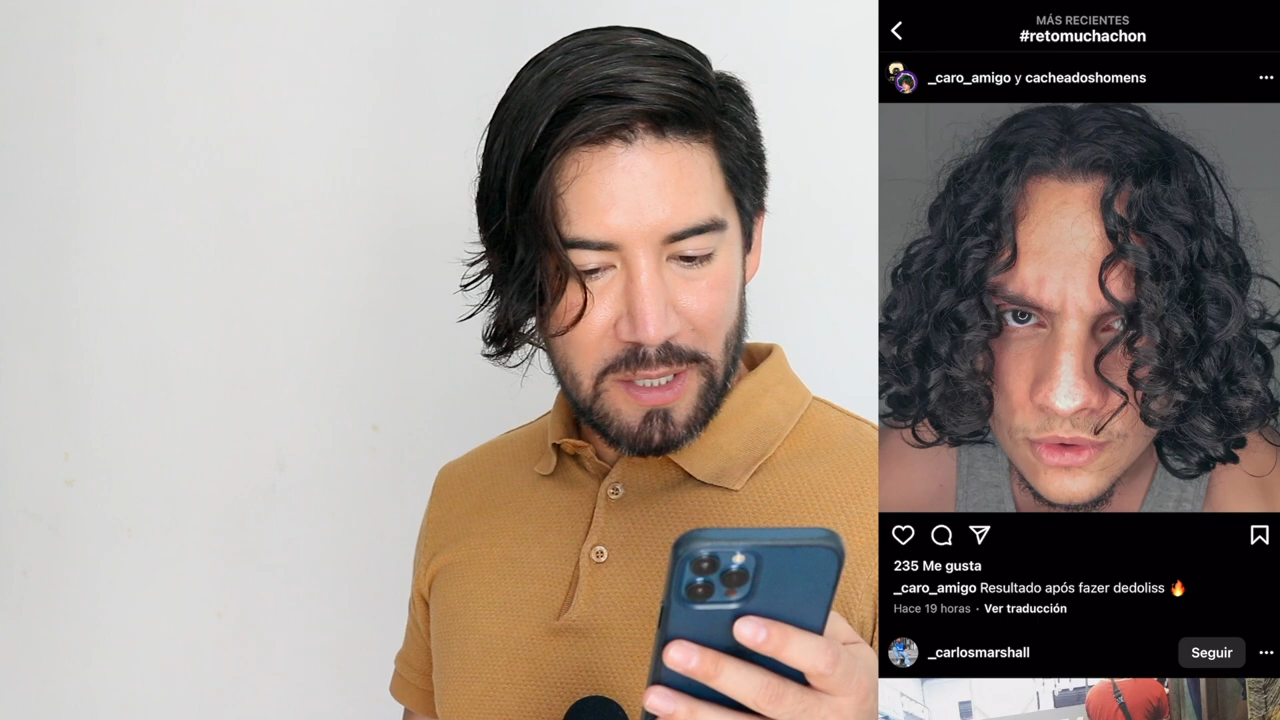 MÁS RECIENTES
#retomuchachon
_caro_amigo y cacheadoshomens
235 Me gusta
_caro_amigo Resultado após fazer dedoliss 🔥
Hace 19 horas · Ver traducción
_carlosmarshall
Seguir